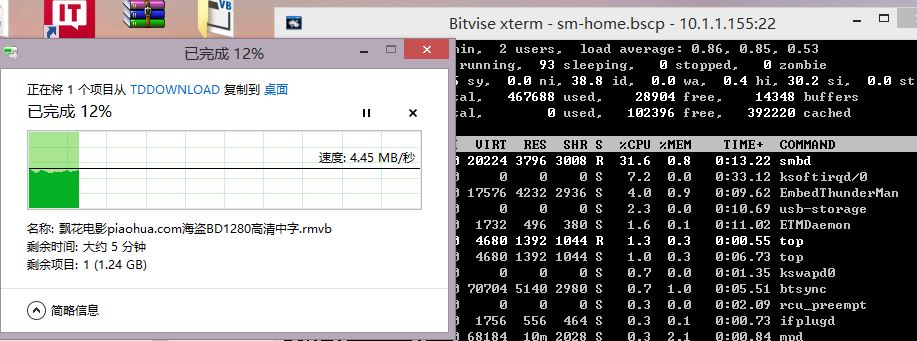 IT
VB
Bitvise xterm - sm-home.bscp - 10.1.1.155:22
已完成 12%
正在将 1 个项目从 TDDOWNLOAD 复制到 桌面
已完成 12%
速度: 4.45 MB/秒
名称: 飘花电影piaohua.com海盗BD1280高清中字.rmvb
剩余时间: 大约 5 分钟
剩余项目: 1 (1.24 GB)
简略信息
min, 2 users, load average: 0.86, 0.85, 0.53
running, 93 sleeping, 0 stopped, 0 zombie
sy, 0.0 ni, 38.8 id, 0.0 wa, 0.4 hi, 30.2 si, 0.0 st
tal, 467688 used, 28904 free, 14348 buffers
tal, 0 used, 102396 free, 392220 cached
VIRT RES SHR S %CPU %MEM TIME+ COMMAND
0 20224 3796 3008 R 31.6 0.8 0:13.22 smbd
0 0 0 S 7.2 0.0 0:33.12 ksoftirqd/0
0 17576 4232 2936 S 4.0 0.9 0:09.62 EmbedThunderMan
0 0 0 S 2.3 0.0 0:10.69 usb-storage
0 1732 496 380 S 1.6 0.1 0:11.02 ETMDaemon
0 4680 1392 1044 R 1.3 0.3 0:00.55 top
0 4680 1392 1044 S 1.0 0.3 0:06.73 top
0 0 0 S 0.7 0.0 0:01.35 kswapd0
0 70704 5140 2980 S 0.7 1.0 0:05.51 btsync
0 0 0 S 0.3 0.0 0:02.09 rcu_preempt
0 1756 556 464 S 0.3 0.1 0:00.73 ifplugd
0 68184 10m 2028 S 0.3 2.1 0:00.84 mpd